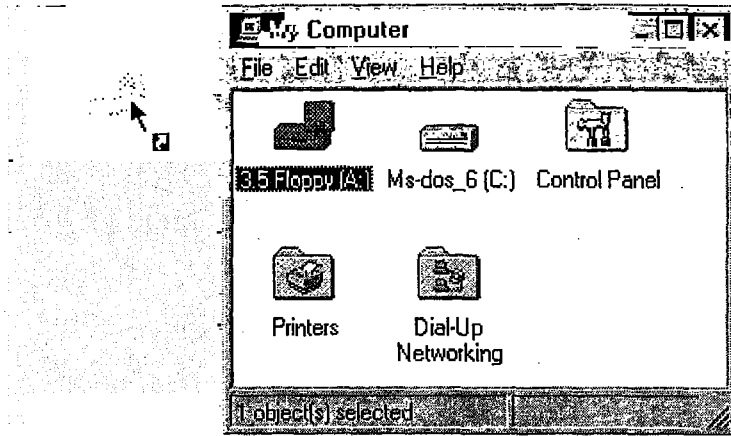 My Computer
File Edit View Help
3.5 Floppy (A:) Ms-dos_6 (C:) Control Panel
Printers Dial-Up
Networking
1 object(s) selected